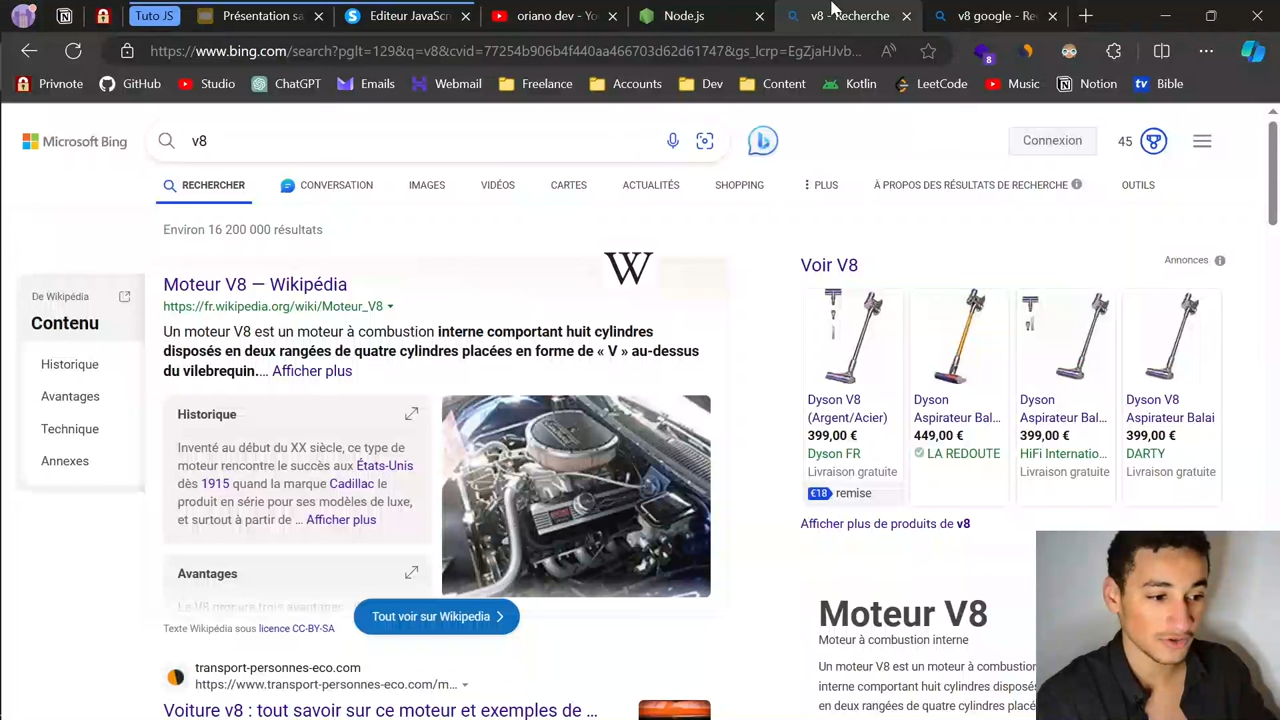 Tuto JS
Présentation sa
Editeur JavaScr
oriano dev - Yo
Node.js
v8 - Recherche
v8 google - Re
https://www.bing.com/search?pglt=129&q=v8&cvid=77254b906b4f440aa466703d62d61747&gs_lcrp=EgZjaHJvb...
8
Privnote
GitHub
Studio
ChatGPT
Emails
Webmail
Freelance
Accounts
Dev
Content
Kotlin
LeetCode
Music
Notion
Bible
Microsoft Bing
v8
Connexion
45
RECHERCHER
CONVERSATION
IMAGES
VIDÉOS
CARTES
ACTUALITÉS
SHOPPING
PLUS
À PROPOS DES RÉSULTATS DE RECHERCHE
OUTILS
Environ 16 200 000 résultats
De Wikipédia
Contenu
Historique
Avantages
Technique
Annexes
Moteur V8 — Wikipédia
https://fr.wikipedia.org/wiki/Moteur_V8
W
Un moteur V8 est un moteur à combustion interne comportant huit cylindres
disposés en deux rangées de quatre cylindres placées en forme de « V » au-dessus
du vilebrequin.... Afficher plus
Historique
Inventé au début du XX siècle, ce type de
moteur rencontre le succès aux États-Unis
dès 1915 quand la marque Cadillac le
produit en série pour ses modèles de luxe,
et surtout à partir de ... Afficher plus
Avantages
Tout voir sur Wikipedia
Texte Wikipédia sous licence CC-BY-SA
transport-personnes-eco.com
https://www.transport-personnes-eco.com/m...
Voiture v8 : tout savoir sur ce moteur et exemples de ...
Voir V8
Annonces
Dyson V8
(Argent/Acier)
399,00 €
Dyson FR
Livraison gratuite
€18 remise
Dyson
Aspirateur Bal...
449,00 €
LA REDOUTE
Livraison gratuite
Dyson
Aspirateur Bal...
399,00 €
HiFi Internatio...
Livraison gratuite
Dyson V8
Aspirateur Balai
399,00 €
DARTY
Livraison gratuite
Afficher plus de produits de v8
Moteur V8
Moteur à combustion interne
Un moteur V8 est un moteur à combustion
interne comportant huit cylindres disposés
en deux rangées de quatre cylindres placé